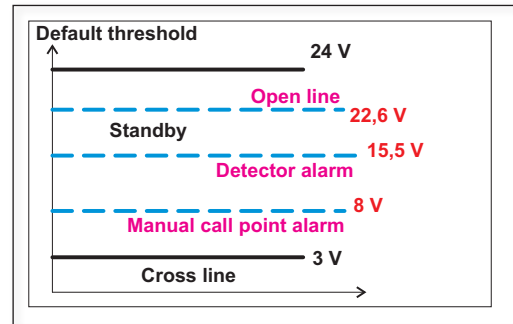 Default threshold
24 V
Open line
22,6 V
Standby
15,5 V
Detector alarm
8 V
Manual call point alarm
3 V
Cross line